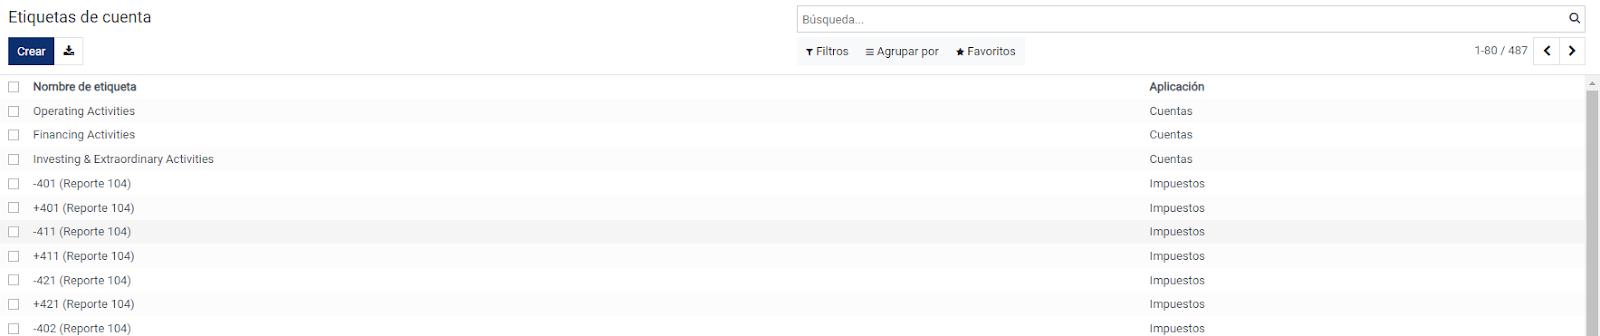 Etiquetas de cuenta
Búsqueda...
Crear
Filtros Agrupar por Favoritos
1-80 / 487
Nombre de etiqueta Aplicación
Operating Activities Cuentas
Financing Activities Cuentas
Investing & Extraordinary Activities Cuentas
-401 (Reporte 104) Impuestos
+401 (Reporte 104) Impuestos
-411 (Reporte 104) Impuestos
+411 (Reporte 104) Impuestos
-421 (Reporte 104) Impuestos
+421 (Reporte 104) Impuestos
-402 (Reporte 104) Impuestos